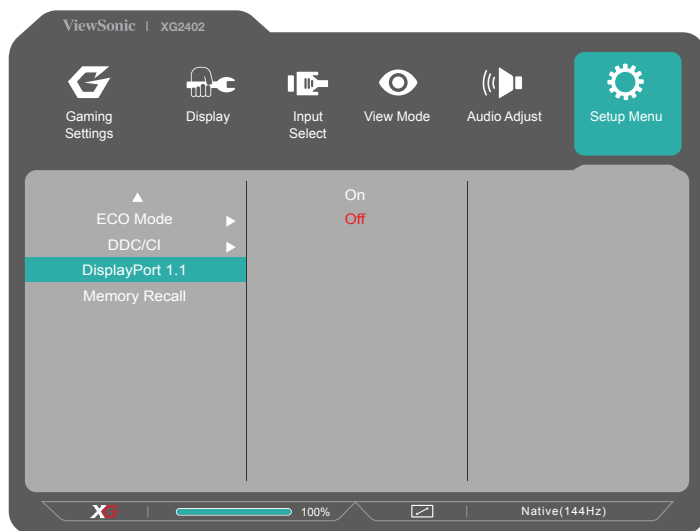 ViewSonic | XG2402
Gaming Settings
Display
Input Select
View Mode
Audio Adjust
Setup Menu
▲
ECO Mode ▶
DDC/CI ▶
DisplayPort 1.1
Memory Recall
On
Off
XG | 100% | Native(144Hz)